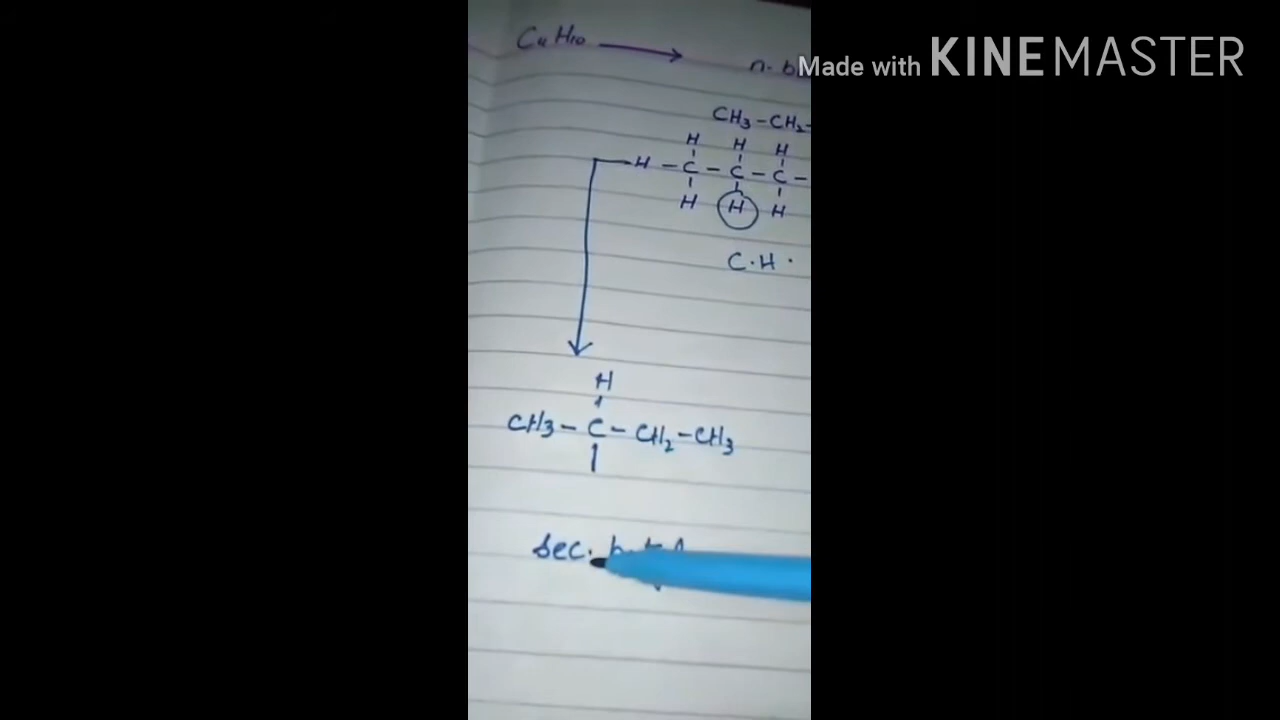 Made with KINEMASTER
C4H10 ⟶ n. b
CH3 – CH2 –
H H H
H – C – C – C –
H H H
C.H.
H
CH3 – C – CH2 – CH3
sec.